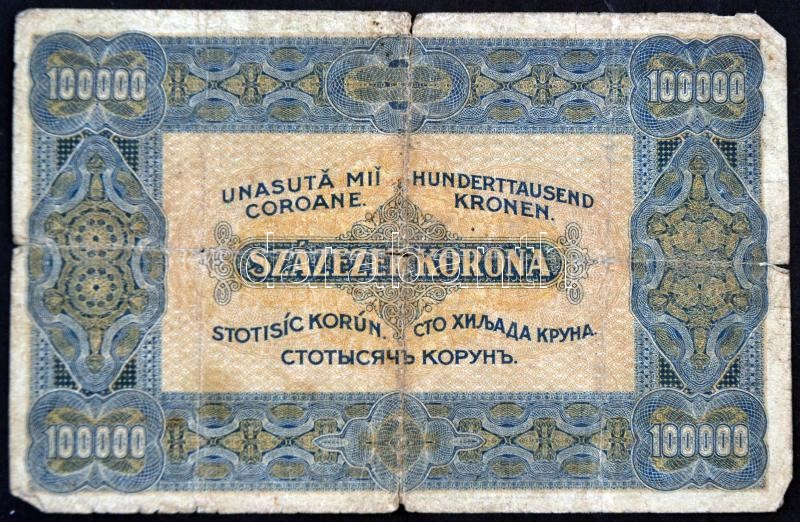 100000 100000
UNASUTĂ MII
COROANE.
HUNDERTTAUSEND
KRONEN.
SZÁZEZER KORONA
STOTISÍC KORÚN.
СТО ХИЉАДА КРУНА.
СТОТЫСЯЧЪ КОРУНЪ.
100000 100000